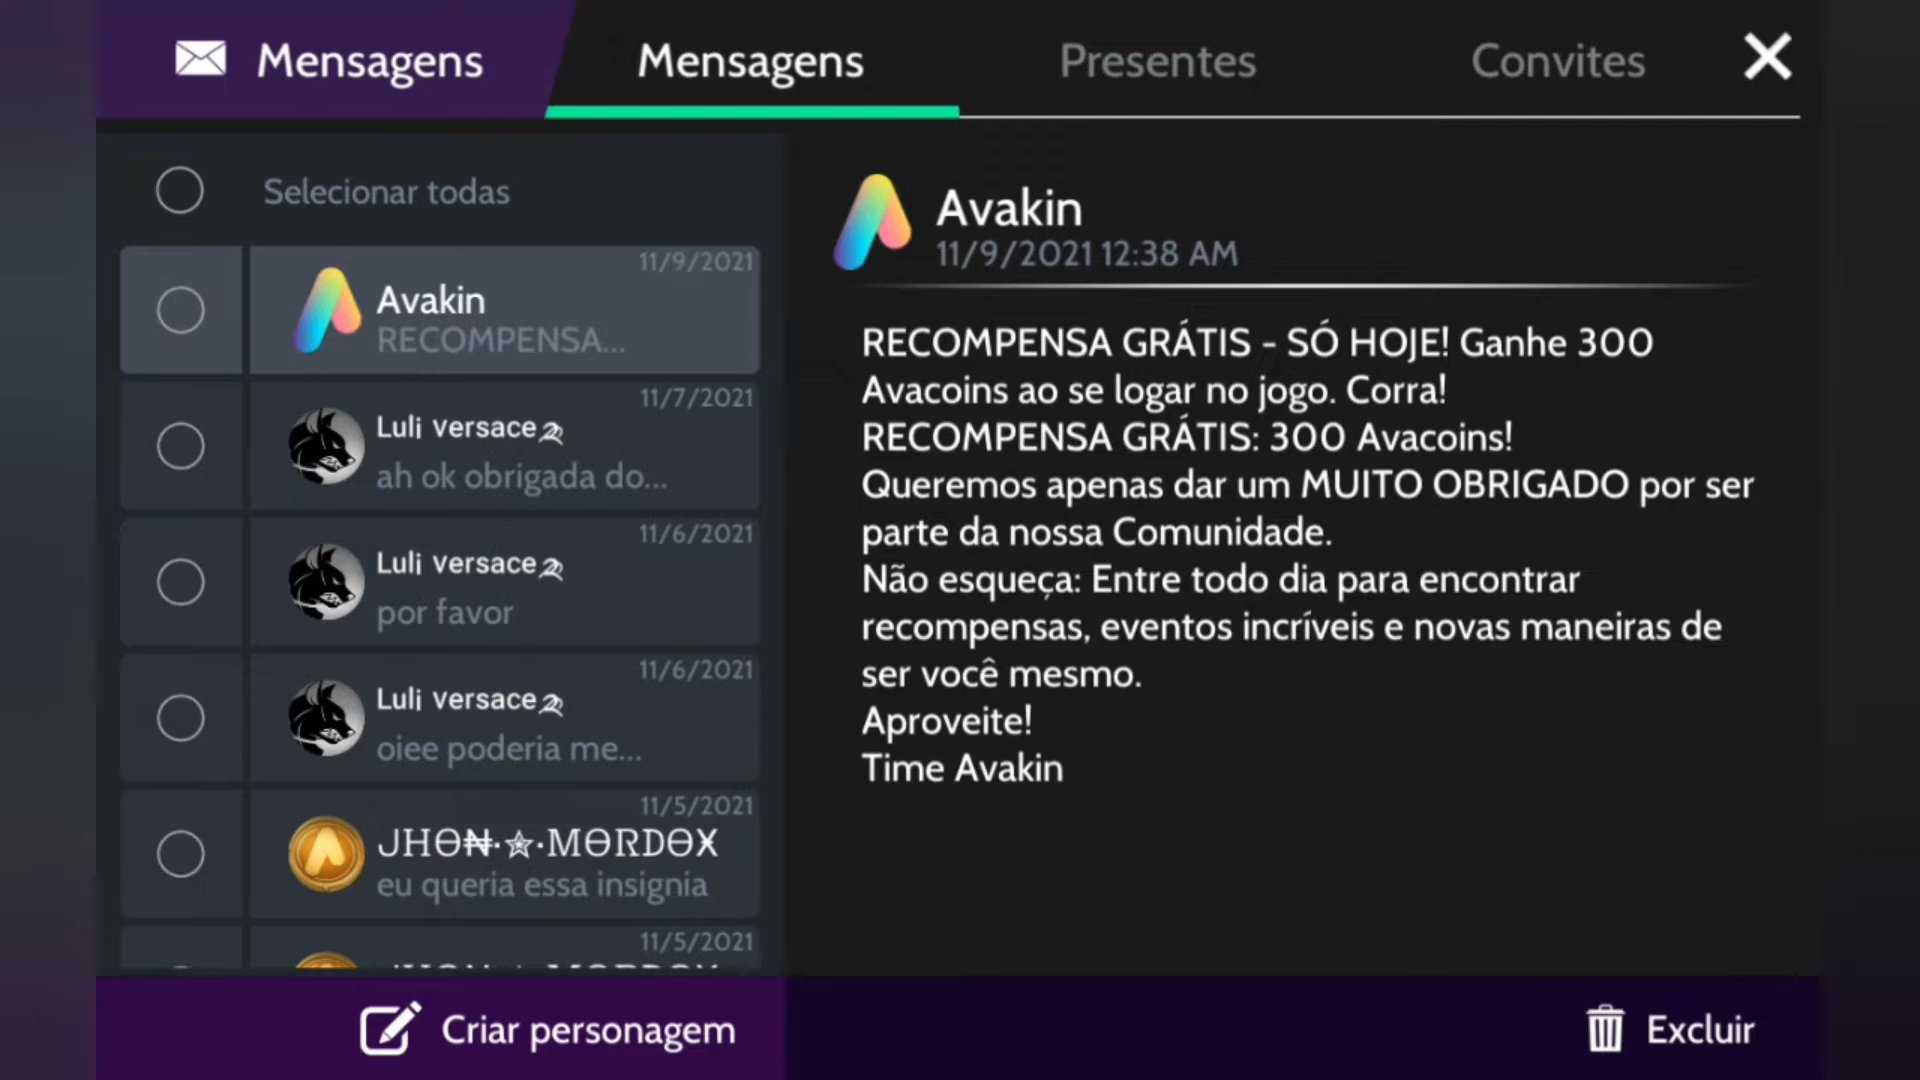 Mensagens
Mensagens
Presentes
Convites
Selecionar todas
11/9/2021
Avakin
RECOMPENSA...
11/7/2021
Luli versace
ah ok obrigada do...
11/6/2021
Luli versace
por favor
11/6/2021
Luli versace
oiee poderia me...
11/5/2021
JHΘ₦·✯·MΘRDΘX
eu queria essa insignia
11/5/2021
Avakin
11/9/2021 12:38 AM
RECOMPENSA GRÁTIS - SÓ HOJE! Ganhe 300
Avacoins ao se logar no jogo. Corra!
RECOMPENSA GRÁTIS: 300 Avacoins!
Queremos apenas dar um MUITO OBRIGADO por ser
parte da nossa Comunidade.
Não esqueça: Entre todo dia para encontrar
recompensas, eventos incríveis e novas maneiras de
ser você mesmo.
Aproveite!
Time Avakin
Criar personagem
Excluir